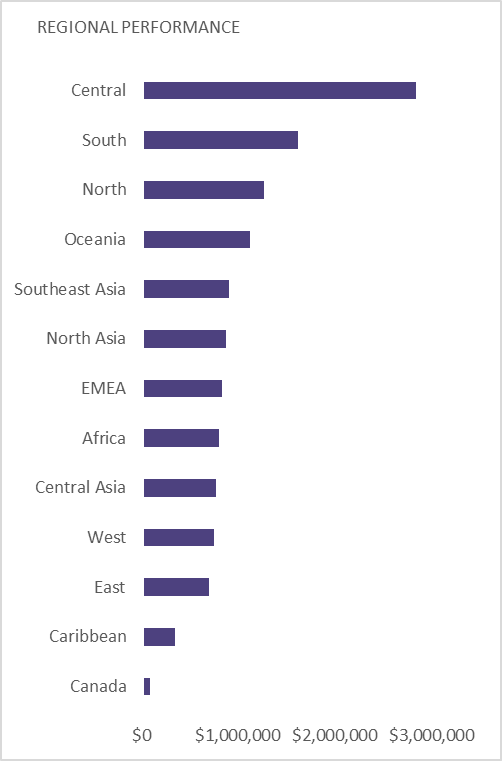 REGIONAL PERFORMANCE
Central
South
North
Oceania
Southeast Asia
North Asia
EMEA
Africa
Central Asia
West
East
Caribbean
Canada
$0 $1,000,000 $2,000,000 $3,000,000